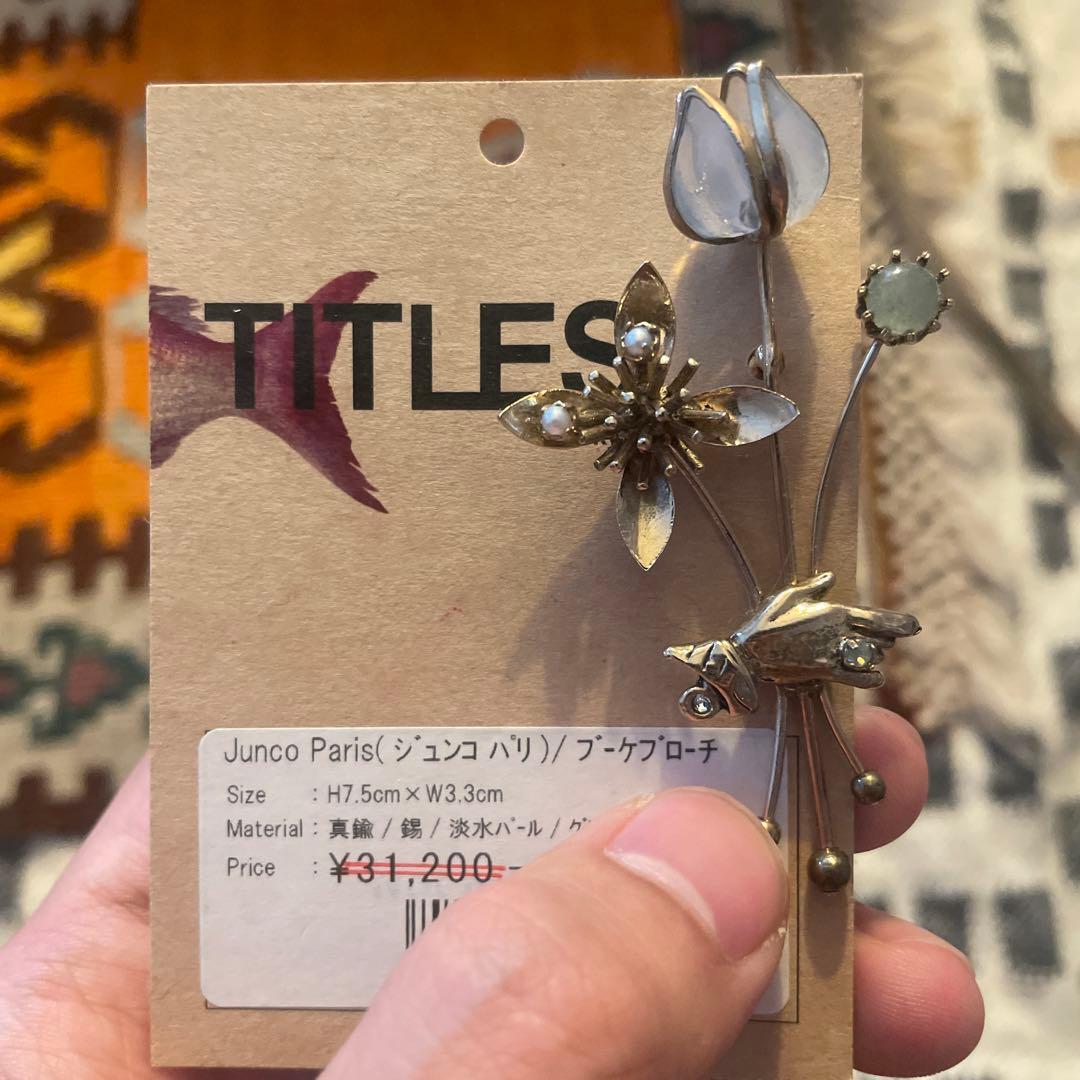 TITLES
Junco Paris(ジュンコ パリ)/ ブーケブローチ
Size : H7.5cm×W3.3cm
Material : 真鍮 / 錫 / 淡水パール /
Price : ¥31,200